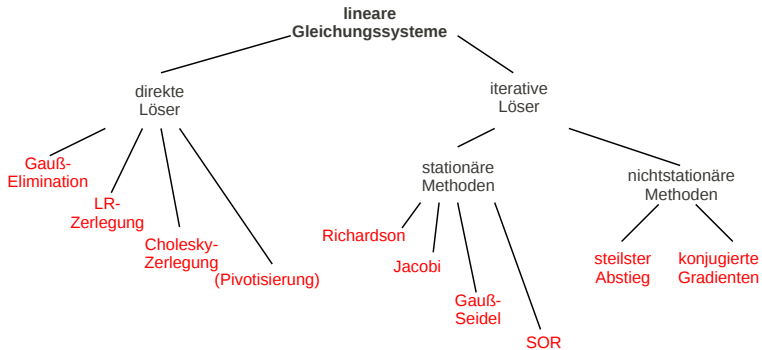 lineare
Gleichungssysteme
direkte
Löser
iterative
Löser
Gauß-
Elimination
LR-
Zerlegung
Cholesky-
Zerlegung
(Pivotisierung)
stationäre
Methoden
nichtstationäre
Methoden
Richardson
Jacobi
Gauß-
Seidel
SOR
steilster
Abstieg
konjugierte
Gradienten